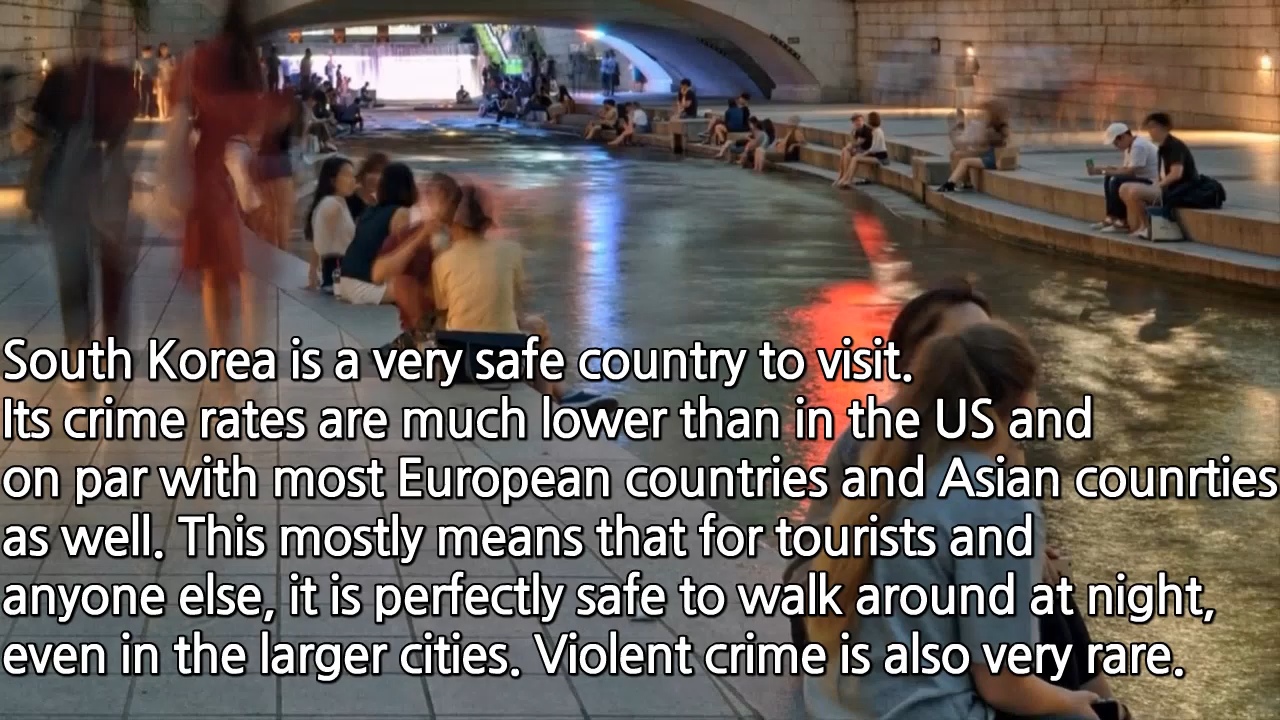 South Korea is a very safe country to visit.
Its crime rates are much lower than in the US and
on par with most European countries and Asian counrties
as well. This mostly means that for tourists and
anyone else, it is perfectly safe to walk around at night,
even in the larger cities. Violent crime is also very rare.